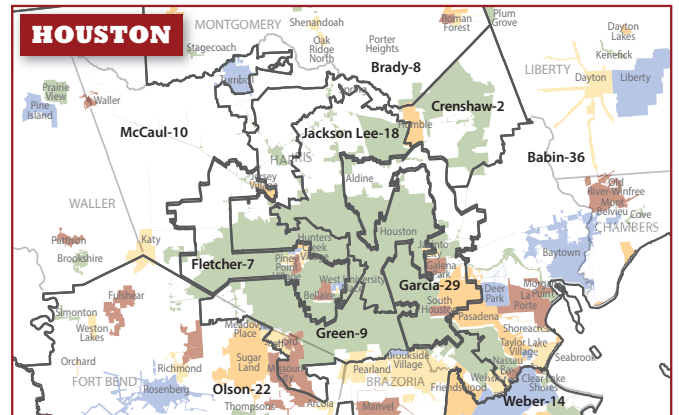 HOUSTON
MONTGOMERY
Shenandoah
Roman
Forest
Plum
Grove
Stagecoach
Oak
Ridge
North
Porter
Heights
Dayton
Lakes
Kenefick
Brady-8
LIBERTY
Dayton
Liberty
Tomball
Spring
Prairie
View
Waller
Pine
Island
Crenshaw-2
McCaul-10
Jackson Lee-18
Humble
HARRIS
Babin-36
Jersey
Village
Aldine
Old
River-Winfree
Mont
Belvieu
Cove
WALLER
CHAMBERS
Houston
Pattison
Katy
Brookshire
Hunters
Creek
Village
Jacinto
City
Baytown
Piney
Point
Village
Fletcher-7
Galena
Park
West University
Place
Bellaire
Garcia-29
Deer
Park
Morgan's
Point
La
Porte
Fulshear
Simonton
Weston
Lakes
South
Houston
Pasadena
Shoreacres
Meadows
Place
Green-9
Stafford
Taylor Lake
Village
Seabrook
Orchard
Richmond
Sugar
Land
Missouri
City
Brookside
Village
Pearland
Nassau
Bay
Clear Lake
Shores
FORT BEND
BRAZORIA
Friendswood
Webster
Rosenberg
Olson-22
Weber-14
Thompsons
Arcola
Manvel